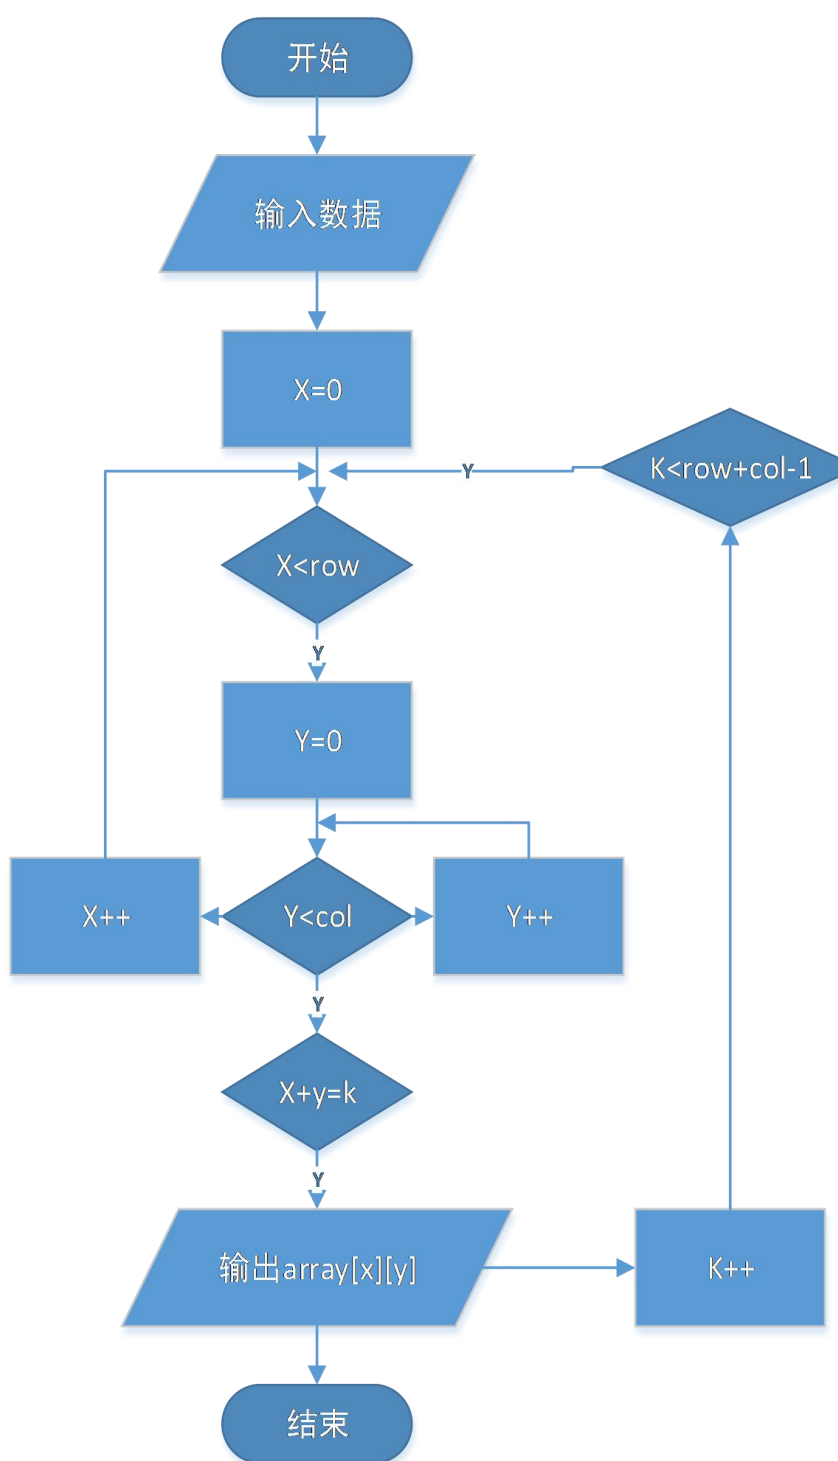 开始
输入数据
X=0
K<row+col-1
Y
X<row
Y
Y=0
X++
Y<col
Y++
Y
X+y=k
Y
输出array[x][y]
K++
结束